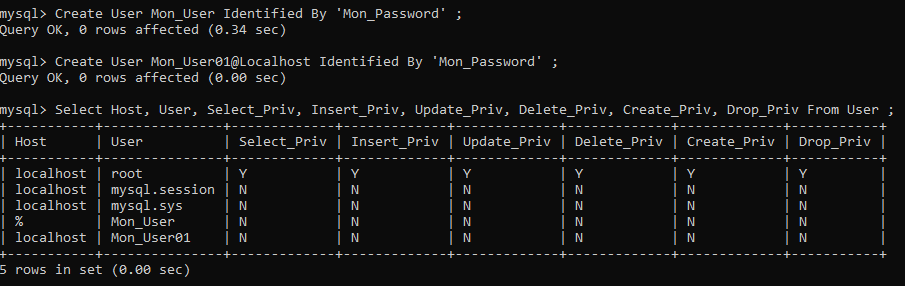 mysql> Create User Mon_User Identified By 'Mon_Password' ;
Query OK, 0 rows affected (0.34 sec)
mysql> Create User Mon_User01@Localhost Identified By 'Mon_Password' ;
Query OK, 0 rows affected (0.00 sec)
mysql> Select Host, User, Select_Priv, Insert_Priv, Update_Priv, Delete_Priv, Create_Priv, Drop_Priv From User ;
+-----------+---------------+-------------+-------------+-------------+-------------+-------------+-----------+
| Host      | User          | Select_Priv | Insert_Priv | Update_Priv | Delete_Priv | Create_Priv | Drop_Priv |
+-----------+---------------+-------------+-------------+-------------+-------------+-------------+-----------+
| localhost | root          | Y           | Y           | Y           | Y           | Y           | Y         |
| localhost | mysql.session | N           | N           | N           | N           | N           | N         |
| localhost | mysql.sys     | N           | N           | N           | N           | N           | N         |
| %         | Mon_User      | N           | N           | N           | N           | N           | N         |
| localhost | Mon_User01    | N           | N           | N           | N           | N           | N         |
+-----------+---------------+-------------+-------------+-------------+-------------+-------------+-----------+
5 rows in set (0.00 sec)